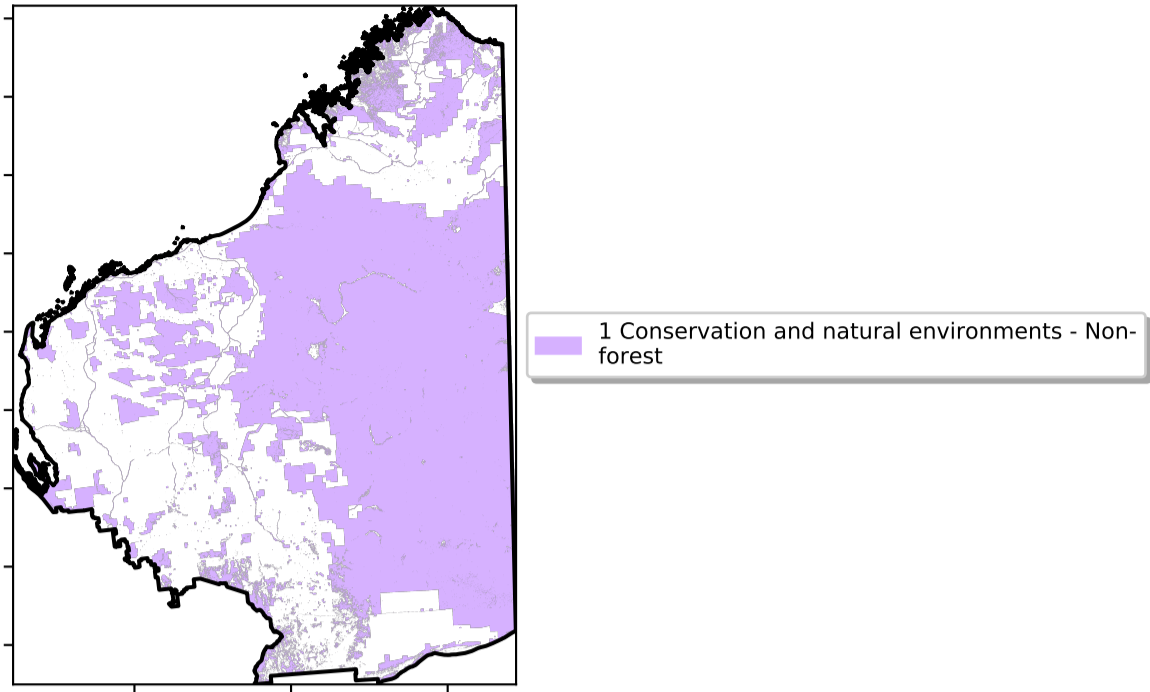 1 Conservation and natural environments - Non-
forest